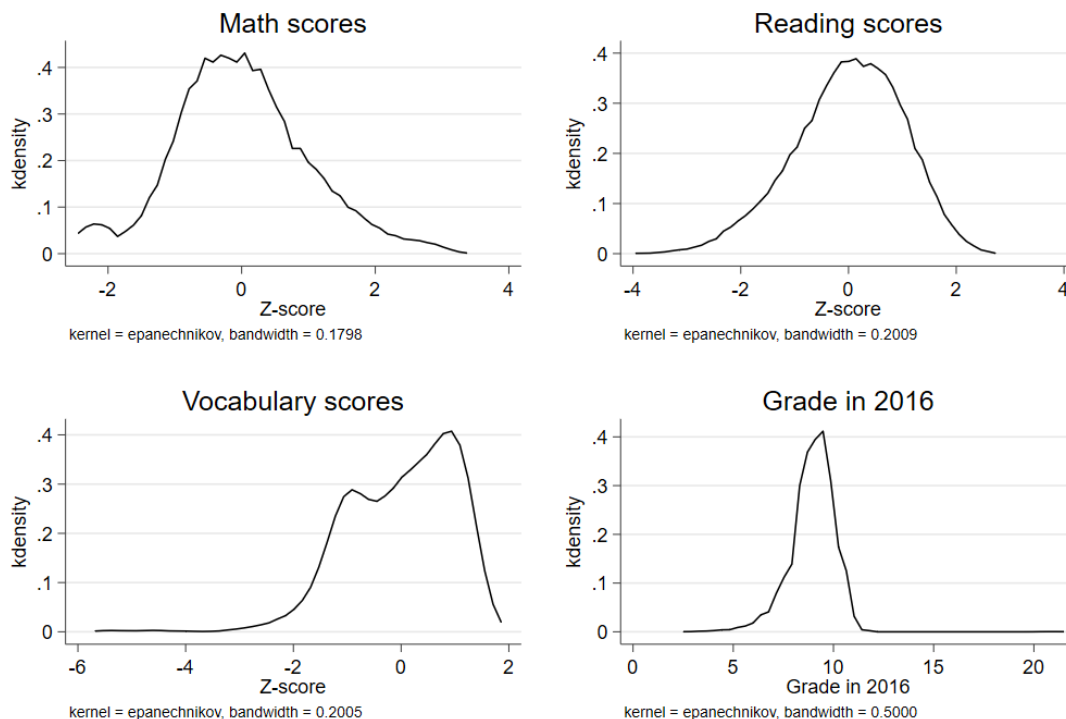 Math scores
.4
.3
.2
.1
0
kdensity
-2 0 2 4
Z-score
kernel = epanechnikov, bandwidth = 0.1798
Reading scores
.4
.3
.2
.1
0
kdensity
-4 -2 0 2 4
Z-score
kernel = epanechnikov, bandwidth = 0.2009
Vocabulary scores
.4
.3
.2
.1
0
kdensity
-6 -4 -2 0 2
Z-score
kernel = epanechnikov, bandwidth = 0.2005
Grade in 2016
.4
.3
.2
.1
0
kdensity
0 5 10 15 20
Grade in 2016
kernel = epanechnikov, bandwidth = 0.5000